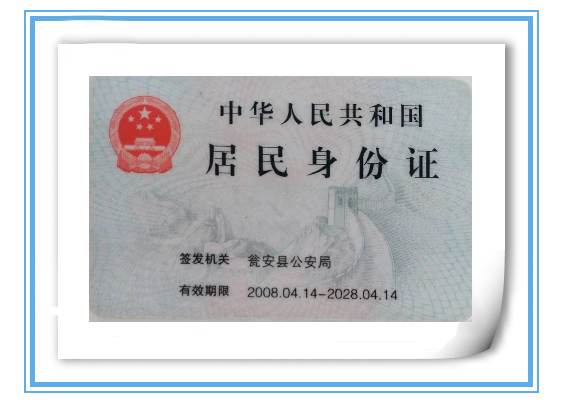 中华人民共和国
居民身份证
签发机关 瓮安县公安局
有效期限 2008.04.14-2028.04.14